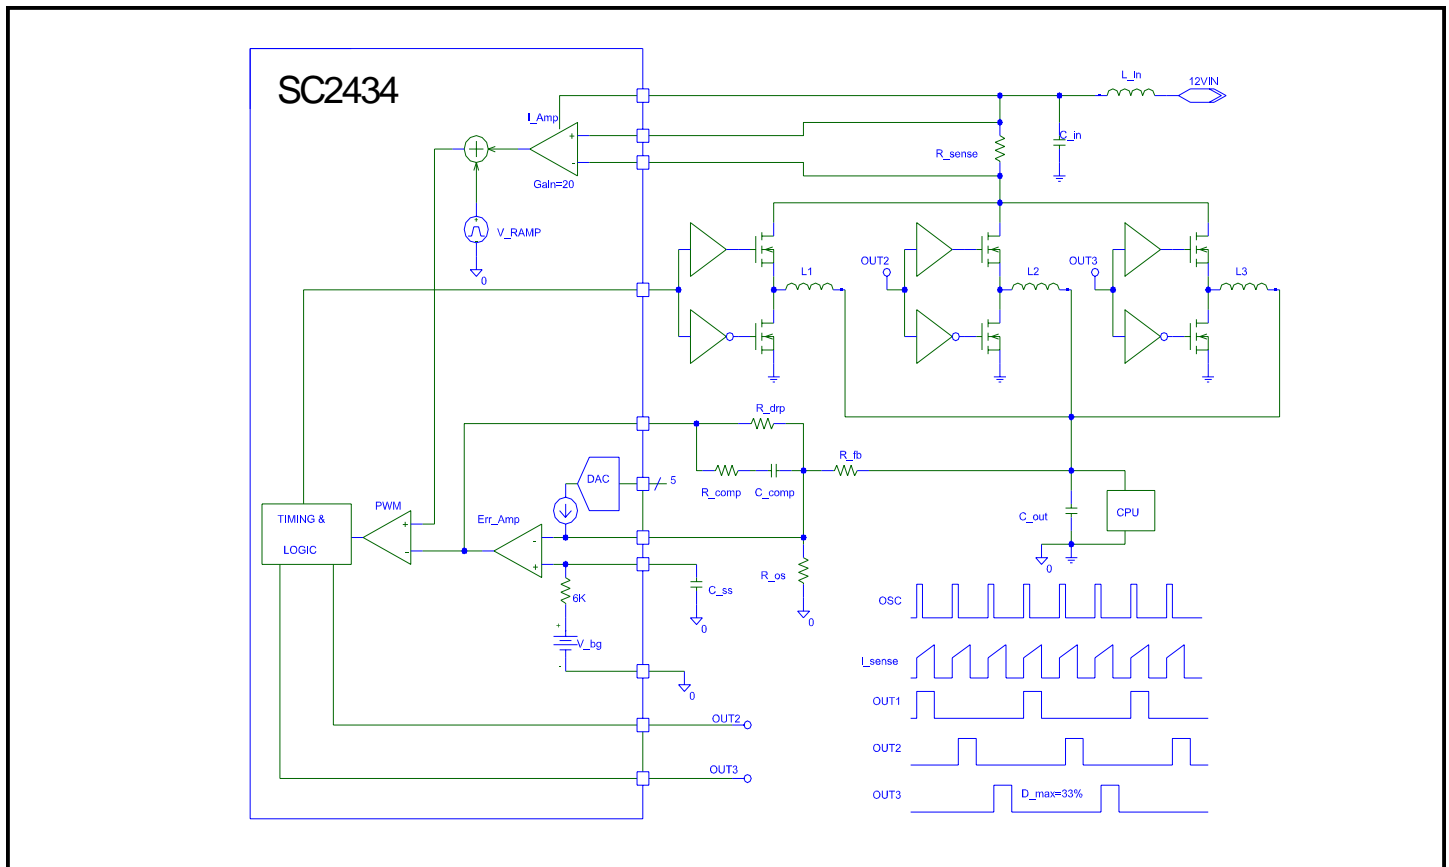 SC2434
L_In
12VIN
I_Amp
+
-
C_in
R_sense
GaIn=20
+
V_RAMP
0
OUT2
OUT3
L1
L2
L3
R_drp
R_fb
DAC
5
R_comp
C_comp
PWM
Err_Amp
TIMING &
LOGIC
+
-
-
+
C_out
CPU
0
R_os
6K
C_ss
0
0
+
V_bg
-
0
OSC
I_sense
OUT1
OUT2
OUT2
OUT3
OUT3
D_max=33%